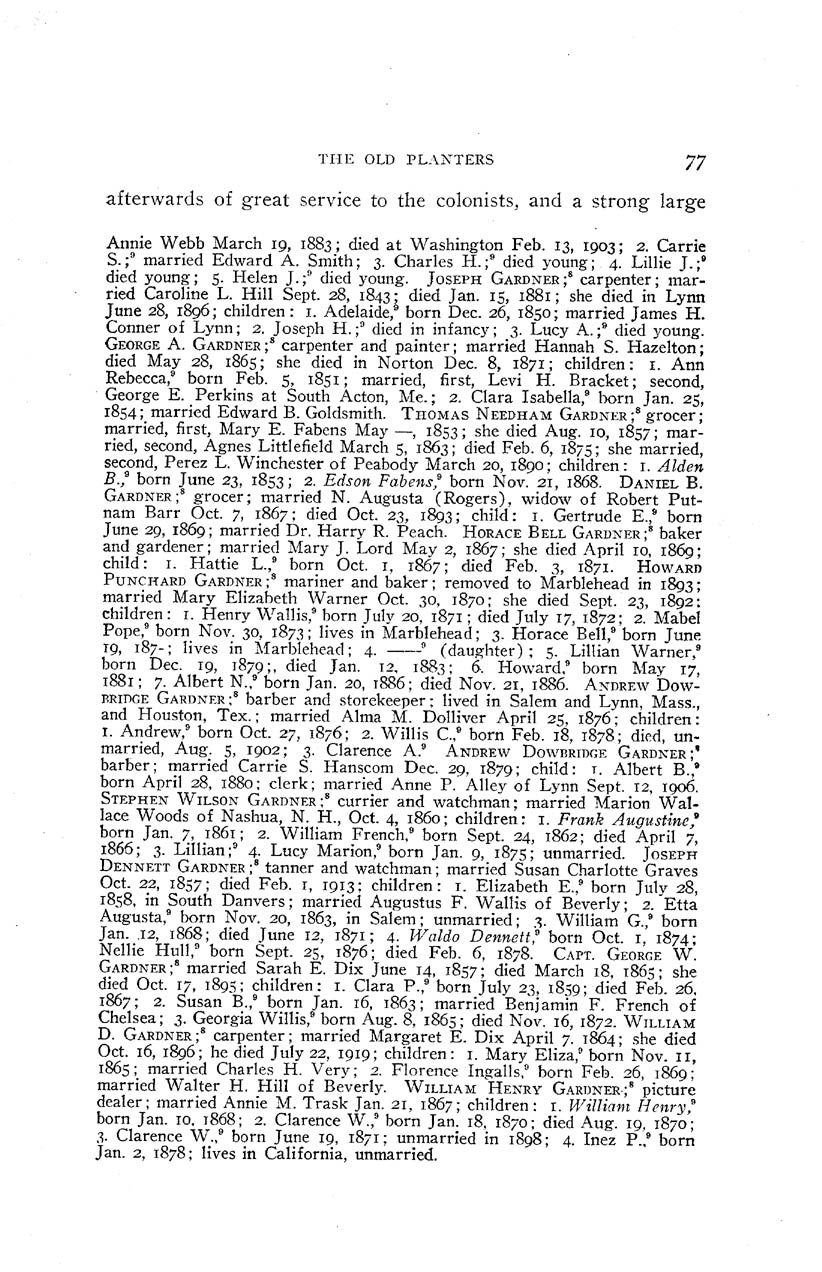 THE OLD PLANTERS 77
afterwards of great service to the colonists, and a strong large
Annie Webb March 19, 1883; died at Washington Feb. 13, 1903; 2. Carrie
S.;⁹ married Edward A. Smith; 3. Charles H.;⁹ died young; 4. Lillie J.;⁹
died young; 5. Helen J.;⁹ died young. JOSEPH GARDNER;⁸ carpenter; mar-
ried Caroline L. Hill Sept. 28, 1843; died Jan. 15, 1881; she died in Lynn
June 28, 1896; children: 1. Adelaide,⁹ born Dec. 26, 1850; married James H.
Conner of Lynn; 2. Joseph H.;⁹ died in infancy; 3. Lucy A.;⁹ died young.
GEORGE A. GARDNER;⁸ carpenter and painter; married Hannah S. Hazelton;
died May 28, 1865; she died in Norton Dec. 8, 1871; children: 1. Ann
Rebecca,⁹ born Feb. 5, 1851; married, first, Levi H. Bracket; second,
George E. Perkins at South Acton, Me.; 2. Clara Isabella,⁹ born Jan. 25,
1854; married Edward B. Goldsmith. THOMAS NEEDHAM GARDNER;⁸ grocer;
married, first, Mary E. Fabens May —, 1853; she died Aug. 10, 1857; mar-
ried, second, Agnes Littlefield March 5, 1863; died Feb. 6, 1875; she married,
second, Perez L. Winchester of Peabody March 20, 1890; children: 1. Alden
B.,⁹ born June 23, 1853; 2. Edson Fabens,⁹ born Nov. 21, 1868. DANIEL B.
GARDNER;⁸ grocer; married N. Augusta (Rogers), widow of Robert Put-
nam Barr Oct. 7, 1867; died Oct. 23, 1893; child: 1. Gertrude E.,⁹ born
June 29, 1869; married Dr. Harry R. Peach. HORACE BELL GARDNER;⁸ baker
and gardener; married Mary J. Lord May 2, 1867; she died April 10, 1869;
child: 1. Hattie L.,⁹ born Oct. 1, 1867; died Feb. 3, 1871. HOWARD
PUNCHARD GARDNER;⁸ mariner and baker; removed to Marblehead in 1893;
married Mary Elizabeth Warner Oct. 30, 1870; she died Sept. 23, 1892;
children: 1. Henry Wallis,⁹ born July 20, 1871; died July 17, 1872; 2. Mabel
Pope,⁹ born Nov. 30, 1873; lives in Marblehead; 3. Horace Bell,⁹ born June
19, 187-; lives in Marblehead; 4. ——⁹ (daughter); 5. Lillian Warner,⁹
born Dec. 19, 1879;, died Jan. 12, 1883; 6. Howard,⁹ born May 17,
1881; 7. Albert N.,⁹ born Jan. 20, 1886; died Nov. 21, 1886. ANDREW DOW-
BRIDGE GARDNER;⁸ barber and storekeeper; lived in Salem and Lynn, Mass.,
and Houston, Tex.; married Alma M. Dolliver April 25, 1876; children:
1. Andrew,⁹ born Oct. 27, 1876; 2. Willis C.,⁹ born Feb. 18, 1878; died, un-
married, Aug. 5, 1902; 3. Clarence A.⁹ ANDREW DOWBRIDGE GARDNER;⁸
barber; married Carrie S. Hanscom Dec. 29, 1879; child: 1. Albert B.,⁹
born April 28, 1880; clerk; married Anne P. Alley of Lynn Sept. 12, 1906.
STEPHEN WILSON GARDNER;⁸ currier and watchman; married Marion Wal-
lace Woods of Nashua, N. H., Oct. 4, 1860; children: 1. Frank Augustine,⁹
born Jan. 7, 1861; 2. William French,⁹ born Sept. 24, 1862; died April 7,
1866; 3. Lillian;⁹ 4. Lucy Marion,⁹ born Jan. 9, 1875; unmarried. JOSEPH
DENNETT GARDNER;⁸ tanner and watchman; married Susan Charlotte Graves
Oct. 22, 1857; died Feb. 1, 1913; children: 1. Elizabeth E.,⁹ born July 28,
1858, in South Danvers; married Augustus F. Wallis of Beverly; 2. Etta
Augusta,⁹ born Nov. 20, 1863, in Salem; unmarried; 3. William G.,⁹ born
Jan. 12, 1868; died June 12, 1871; 4. Waldo Dennett,⁹ born Oct. 1, 1874;
Nellie Hull,⁹ born Sept. 25, 1876; died Feb. 6, 1878. CAPT. GEORGE W.
GARDNER;⁸ married Sarah E. Dix June 14, 1857; died March 18, 1865; she
died Oct. 17, 1895; children: 1. Clara P.,⁹ born July 23, 1859; died Feb. 26,
1867; 2. Susan B.,⁹ born Jan. 16, 1863; married Benjamin F. French of
Chelsea; 3. Georgia Willis,⁹ born Aug. 8, 1865; died Nov. 16, 1872. WILLIAM
D. GARDNER;⁸ carpenter; married Margaret E. Dix April 7. 1864; she died
Oct. 16, 1896; he died July 22, 1919; children: 1. Mary Eliza,⁹ born Nov. 11,
1865; married Charles H. Very; 2. Florence Ingalls,⁹ born Feb. 26, 1869;
married Walter H. Hill of Beverly. WILLIAM HENRY GARDNER;⁸ picture
dealer; married Annie M. Trask Jan. 21, 1867; children: 1. William Henry,⁹
born Jan. 10, 1868; 2. Clarence W.,⁹ born Jan. 18, 1870; died Aug. 19, 1870;
3. Clarence W.,⁹ born June 19, 1871; unmarried in 1898; 4. Inez P.,⁹ born
Jan. 2, 1878; lives in California, unmarried.